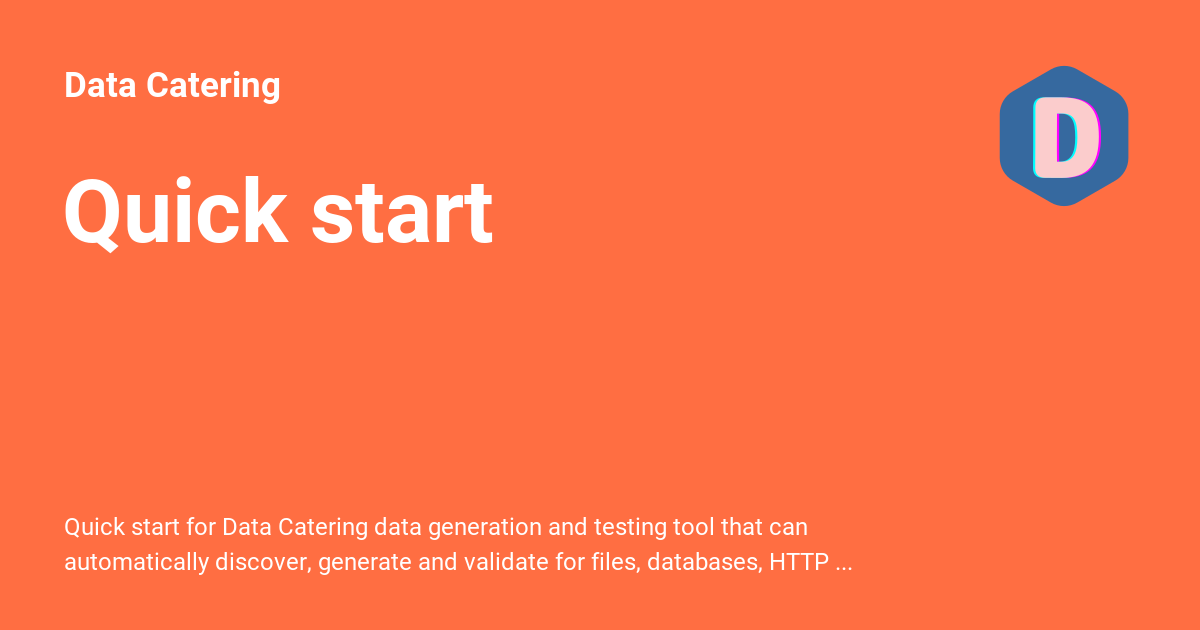 Data Catering
D
Quick start
Quick start for Data Catering data generation and testing tool that can
automatically discover, generate and validate for files, databases, HTTP ...